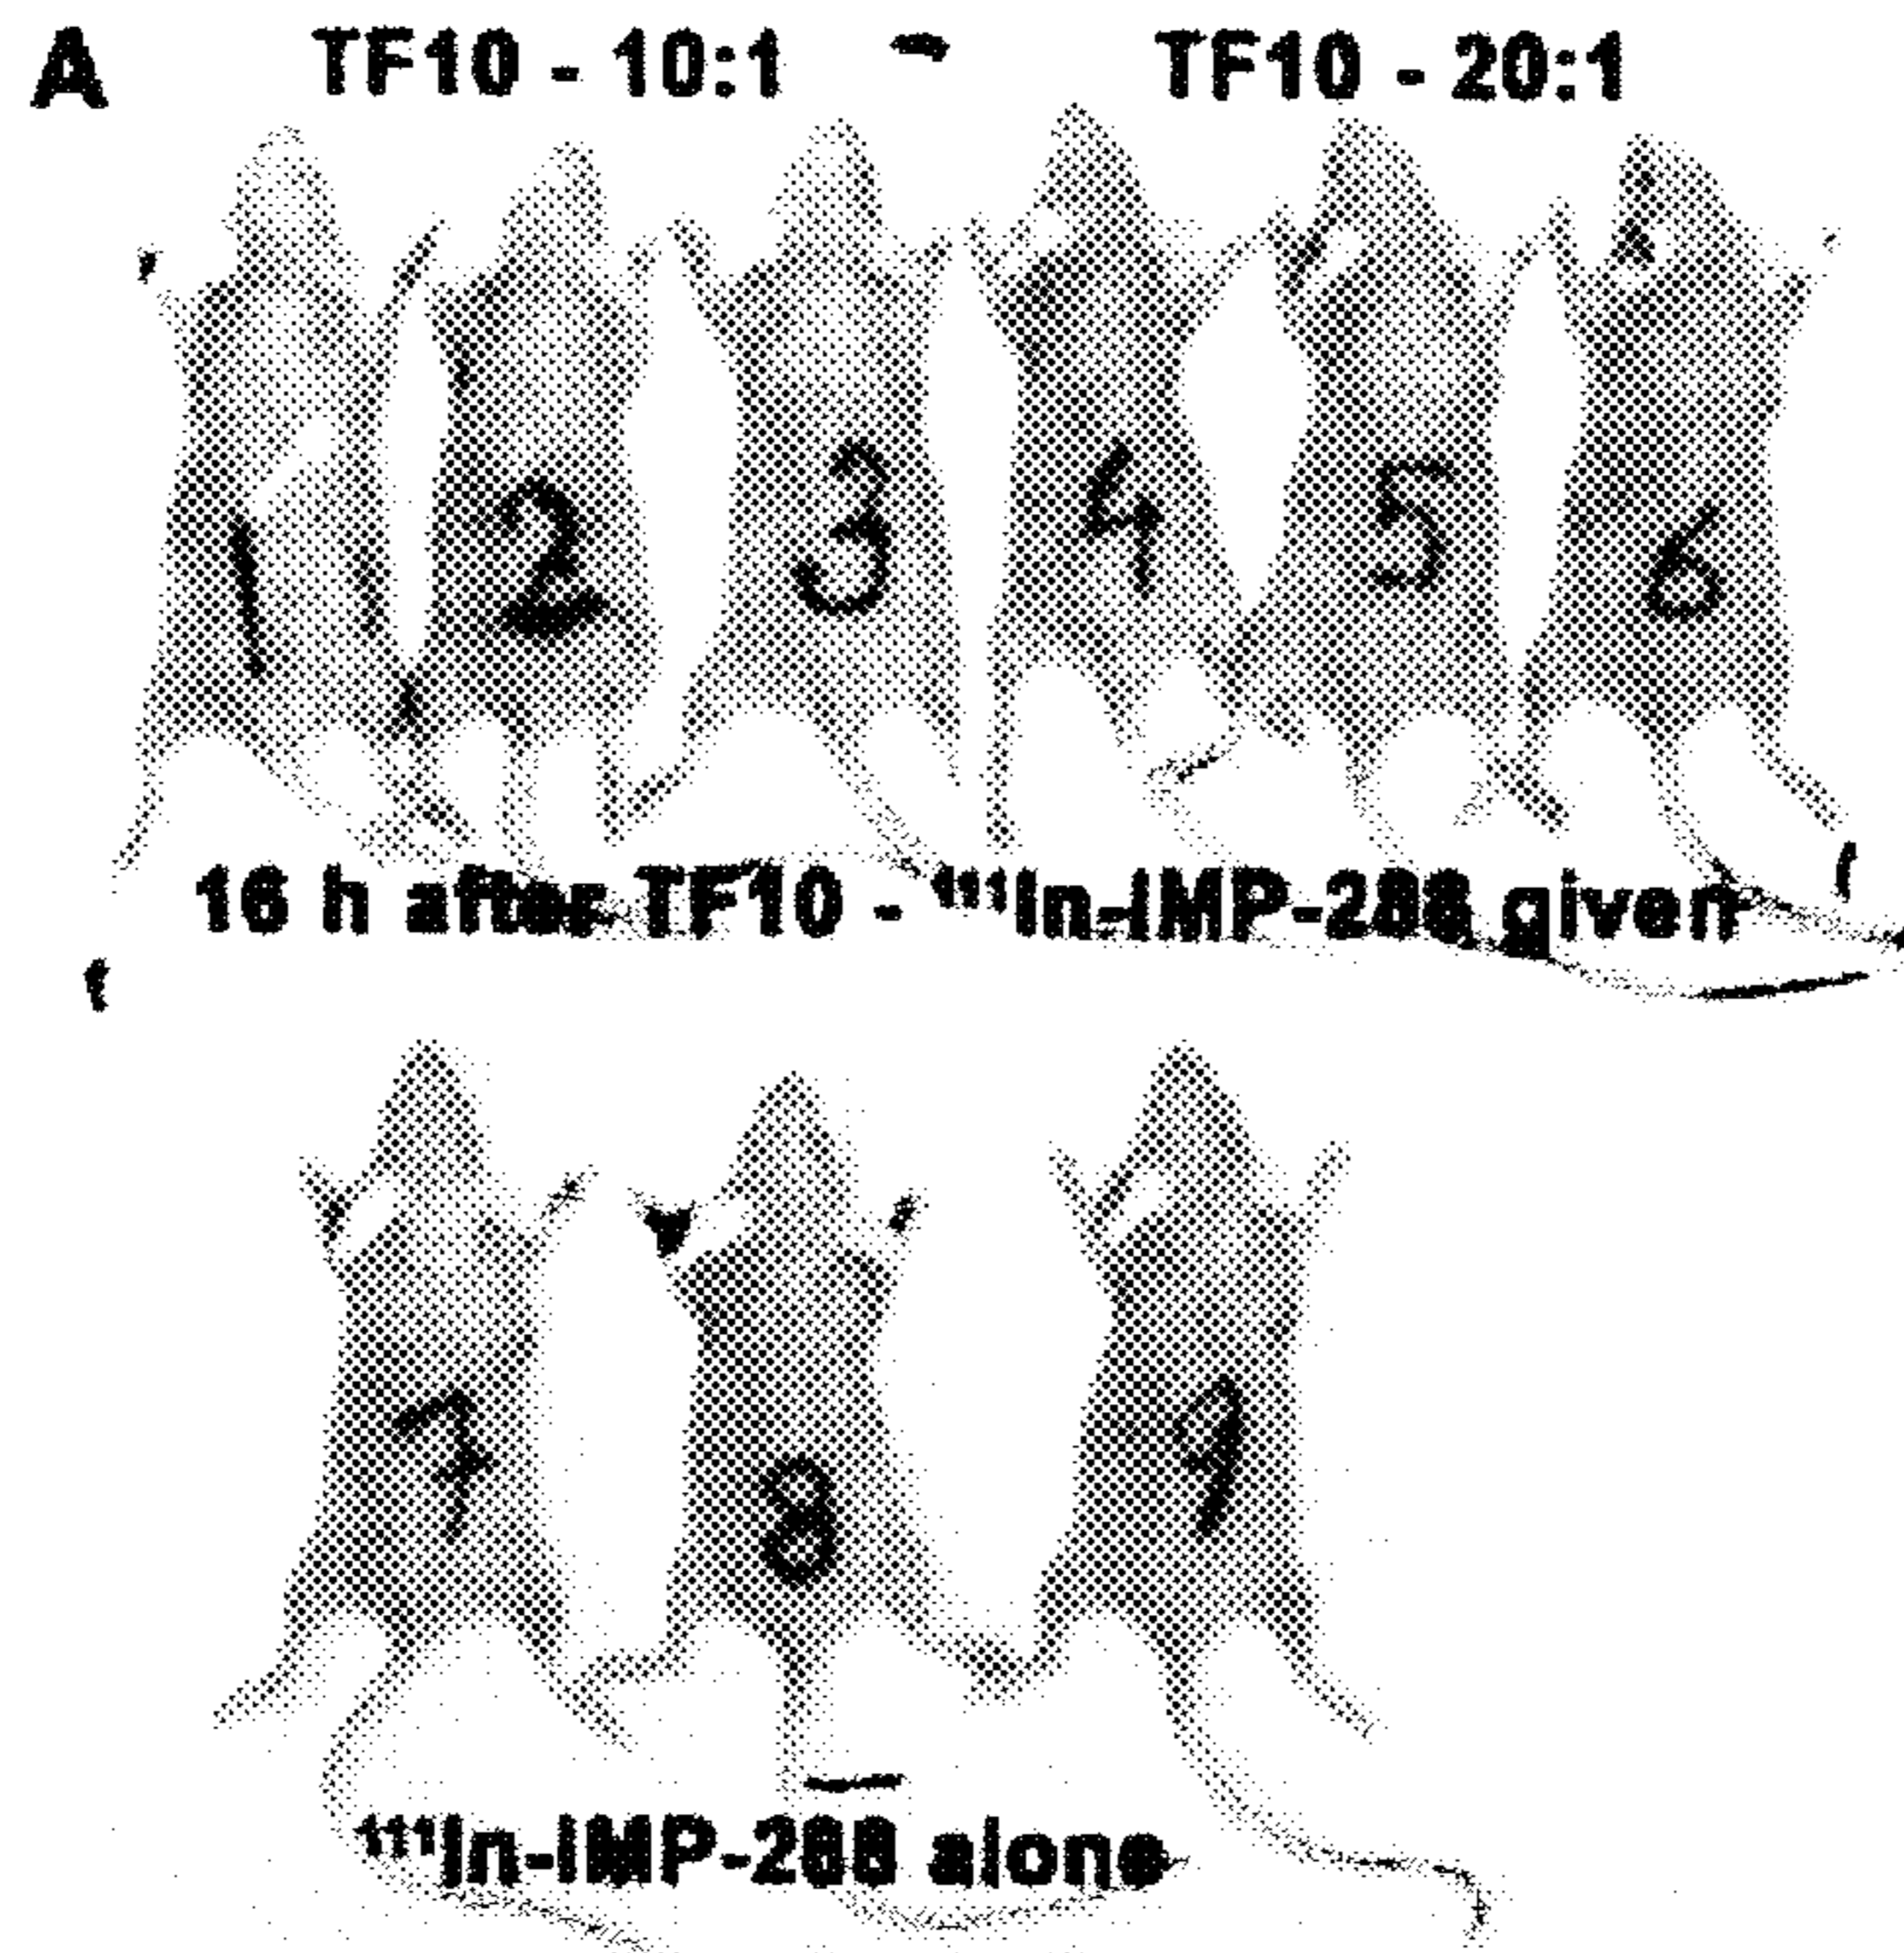 A TF10 - 10:1 TF10 - 20:1
1 2 3 4 5 6
16 h after TF10 - ¹¹¹In-IMP-288 given
7 8 9
¹¹¹In-IMP-288 alone